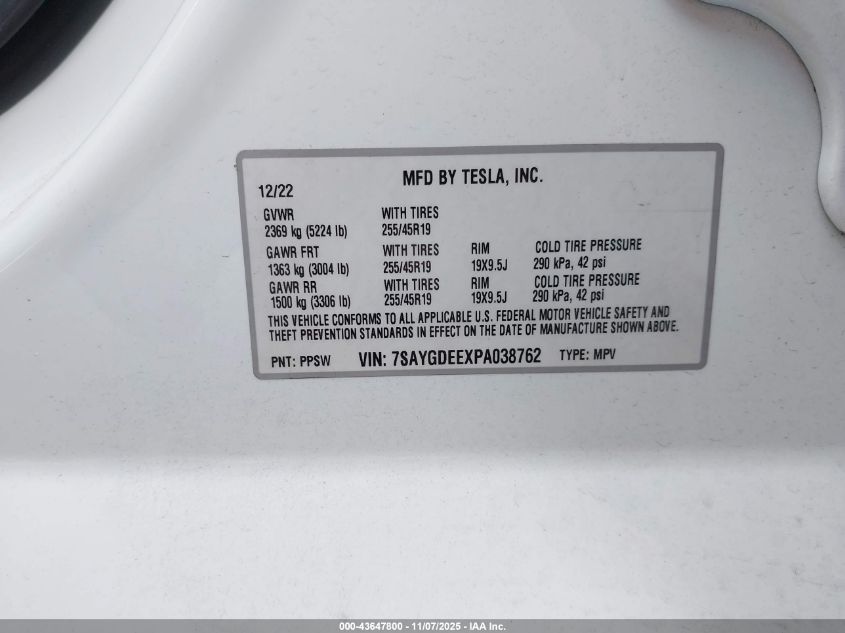 MFD BY TESLA, INC.
12/22
GVWR WITH TIRES
2369 kg (5224 lb) 255/45R19
GAWR FRT WITH TIRES RIM COLD TIRE PRESSURE
1363 kg (3004 lb) 255/45R19 19X9.5J 290 kPa, 42 psi
GAWR RR WITH TIRES RIM COLD TIRE PRESSURE
1500 kg (3306 lb) 255/45R19 19X9.5J 290 kPa, 42 psi
THIS VEHICLE CONFORMS TO ALL APPLICABLE U.S. FEDERAL MOTOR VEHICLE SAFETY AND
THEFT PREVENTION STANDARDS IN EFFECT ON THE DATE OF MANUFACTURE SHOWN ABOVE.
PNT: PPSW VIN: 7SAYGDEEXPA038762 TYPE: MPV
000-43647800 - 11/07/2025 - IAA Inc.